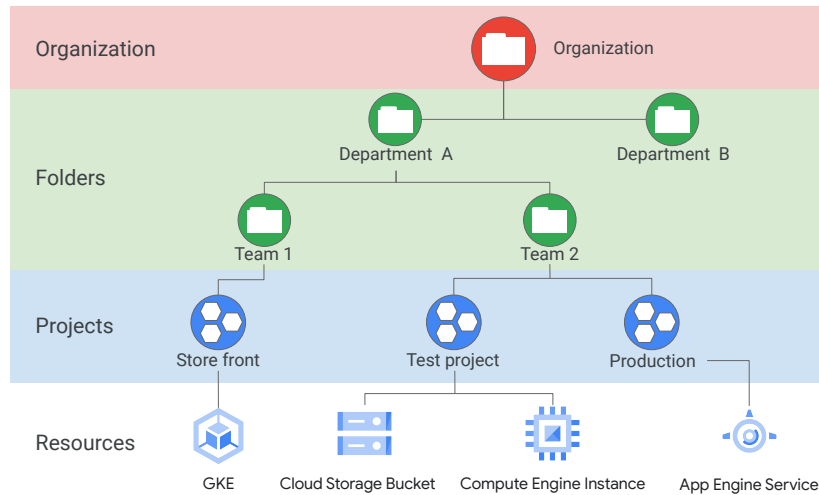 Organization
Organization
Department A
Department B
Folders
Team 1
Team 2
Projects
Store front
Test project
Production
Resources
GKE
Cloud Storage Bucket
Compute Engine Instance
App Engine Service